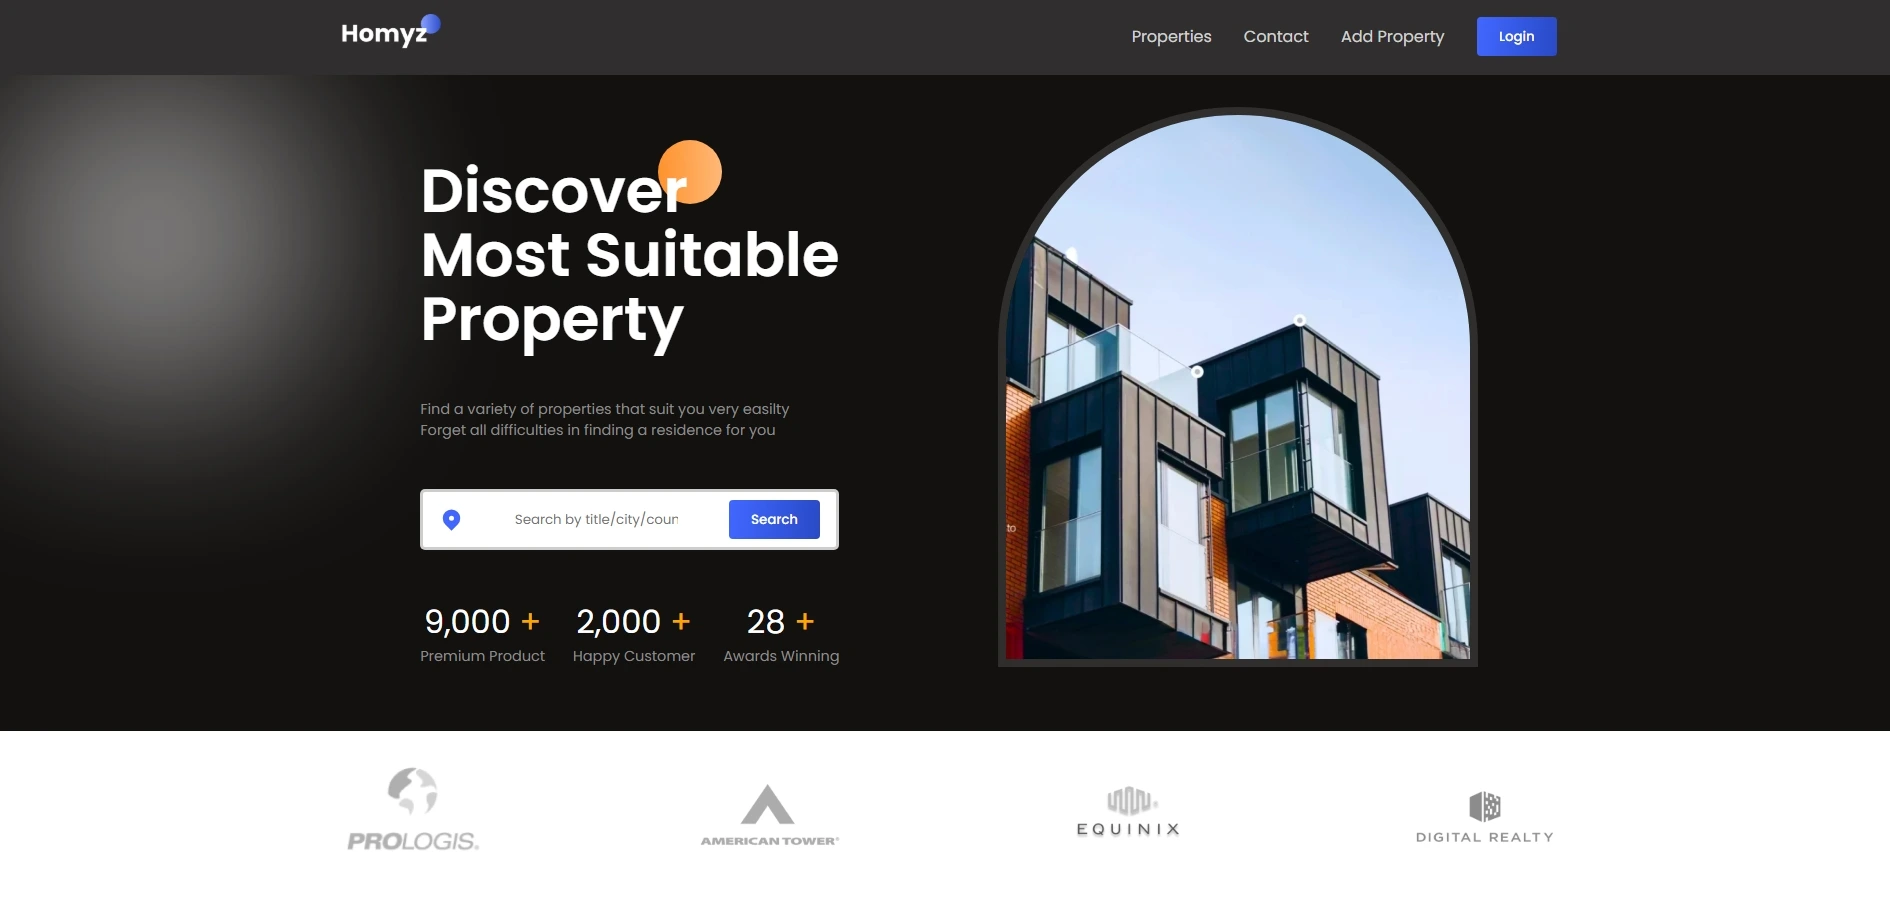 Homyz
Properties Contact Add Property Login
Discover
Most Suitable
Property
Find a variety of properties that suit you very easilty
Forget all difficulties in finding a residence for you
Search by title/city/coun
Search
9,000 + 2,000 + 28 +
Premium Product Happy Customer Awards Winning
to
PROLOGIS®
AMERICAN TOWER®
EQUINIX
DIGITAL REALTY